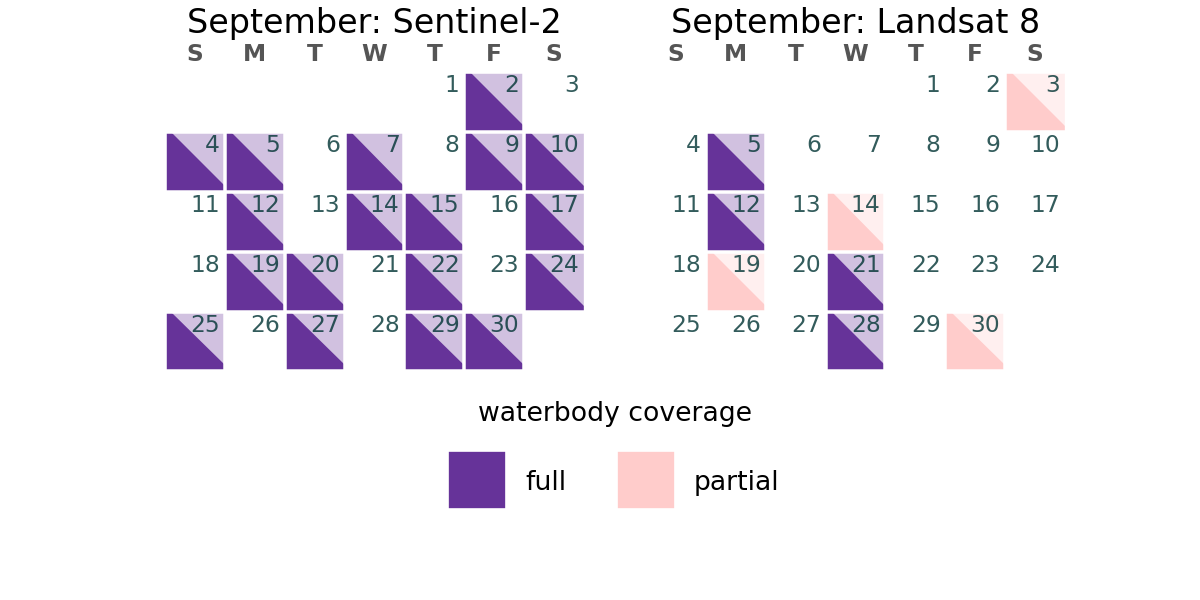 September: Sentinel-2
S M T W T F S
1 2 3
4 5 6 7 8 9 10
11 12 13 14 15 16 17
18 19 20 21 22 23 24
25 26 27 28 29 30
September: Landsat 8
S M T W T F S
1 2 3
4 5 6 7 8 9 10
11 12 13 14 15 16 17
18 19 20 21 22 23 24
25 26 27 28 29 30
waterbody coverage
full
partial